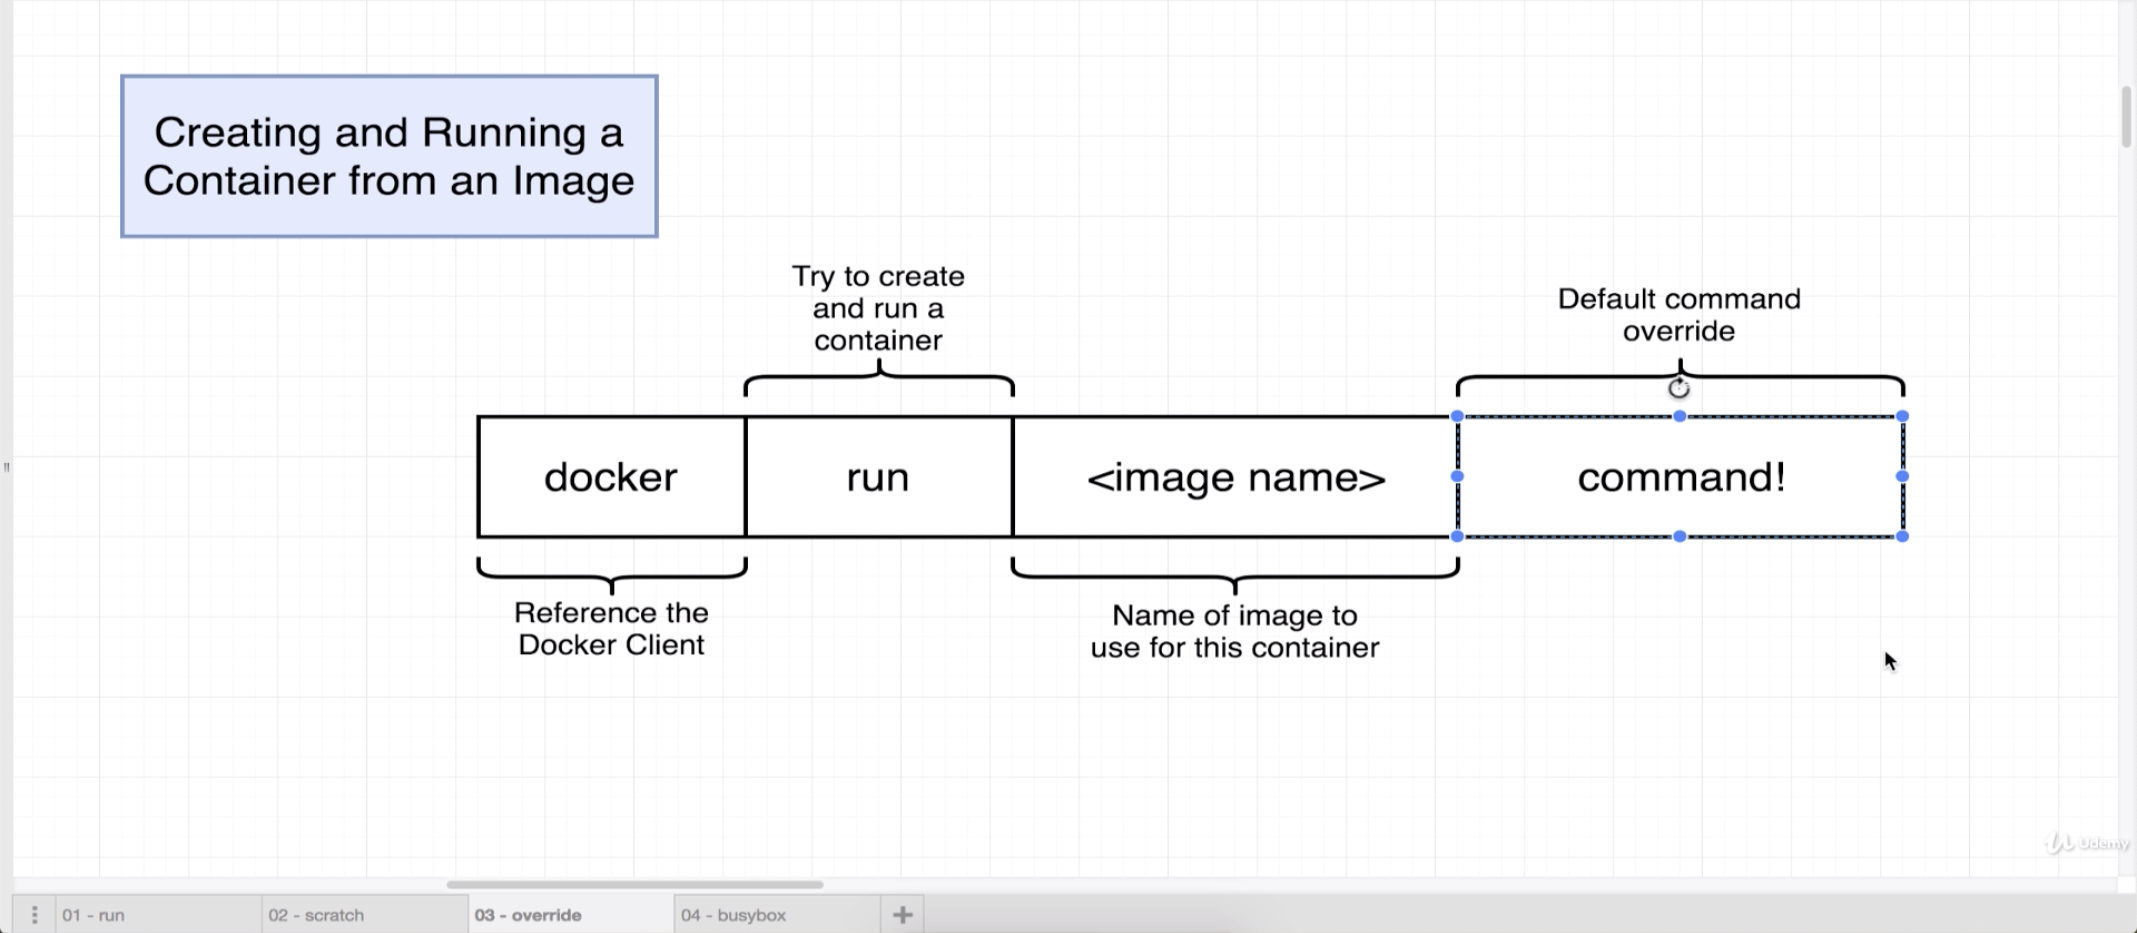 Creating and Running a
Container from an Image
Try to create
and run a
container
Default command
override
docker
run
<image name>
command!
Reference the
Docker Client
Name of image to
use for this container
Udemy
01 - run
02 - scratch
03 - override
04 - busybox